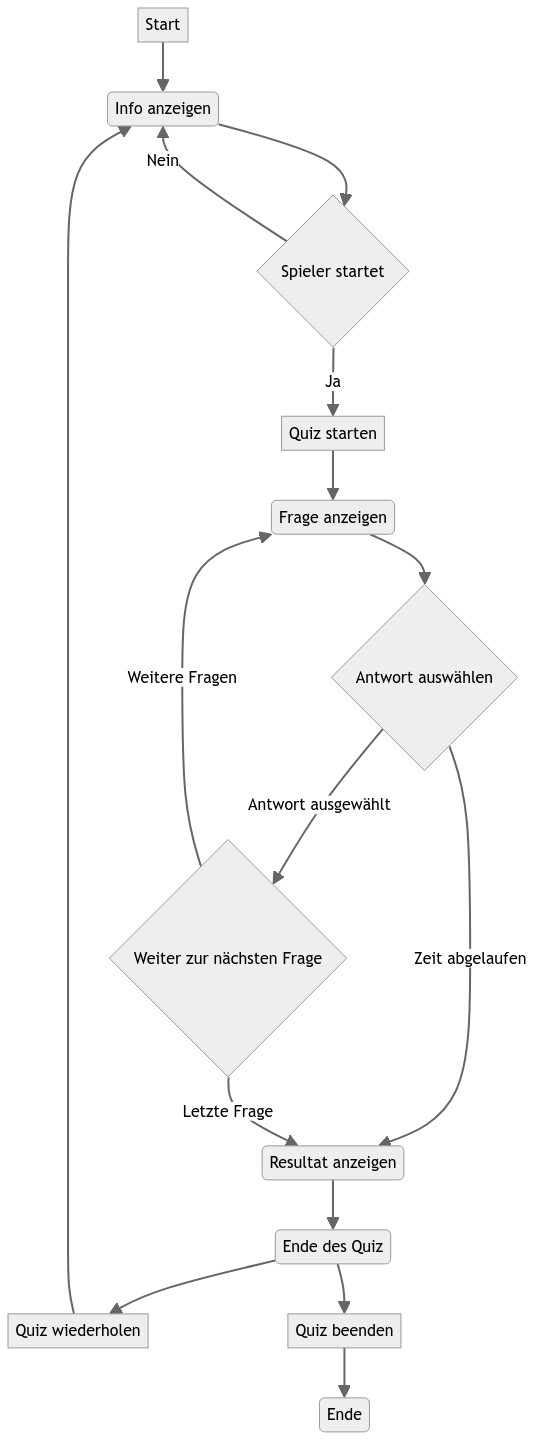 Start
Info anzeigen
Nein
Spieler startet
Ja
Quiz starten
Frage anzeigen
Weitere Fragen
Antwort auswählen
Antwort ausgewählt
Weiter zur nächsten Frage
Zeit abgelaufen
Letzte Frage
Resultat anzeigen
Ende des Quiz
Quiz wiederholen
Quiz beenden
Ende